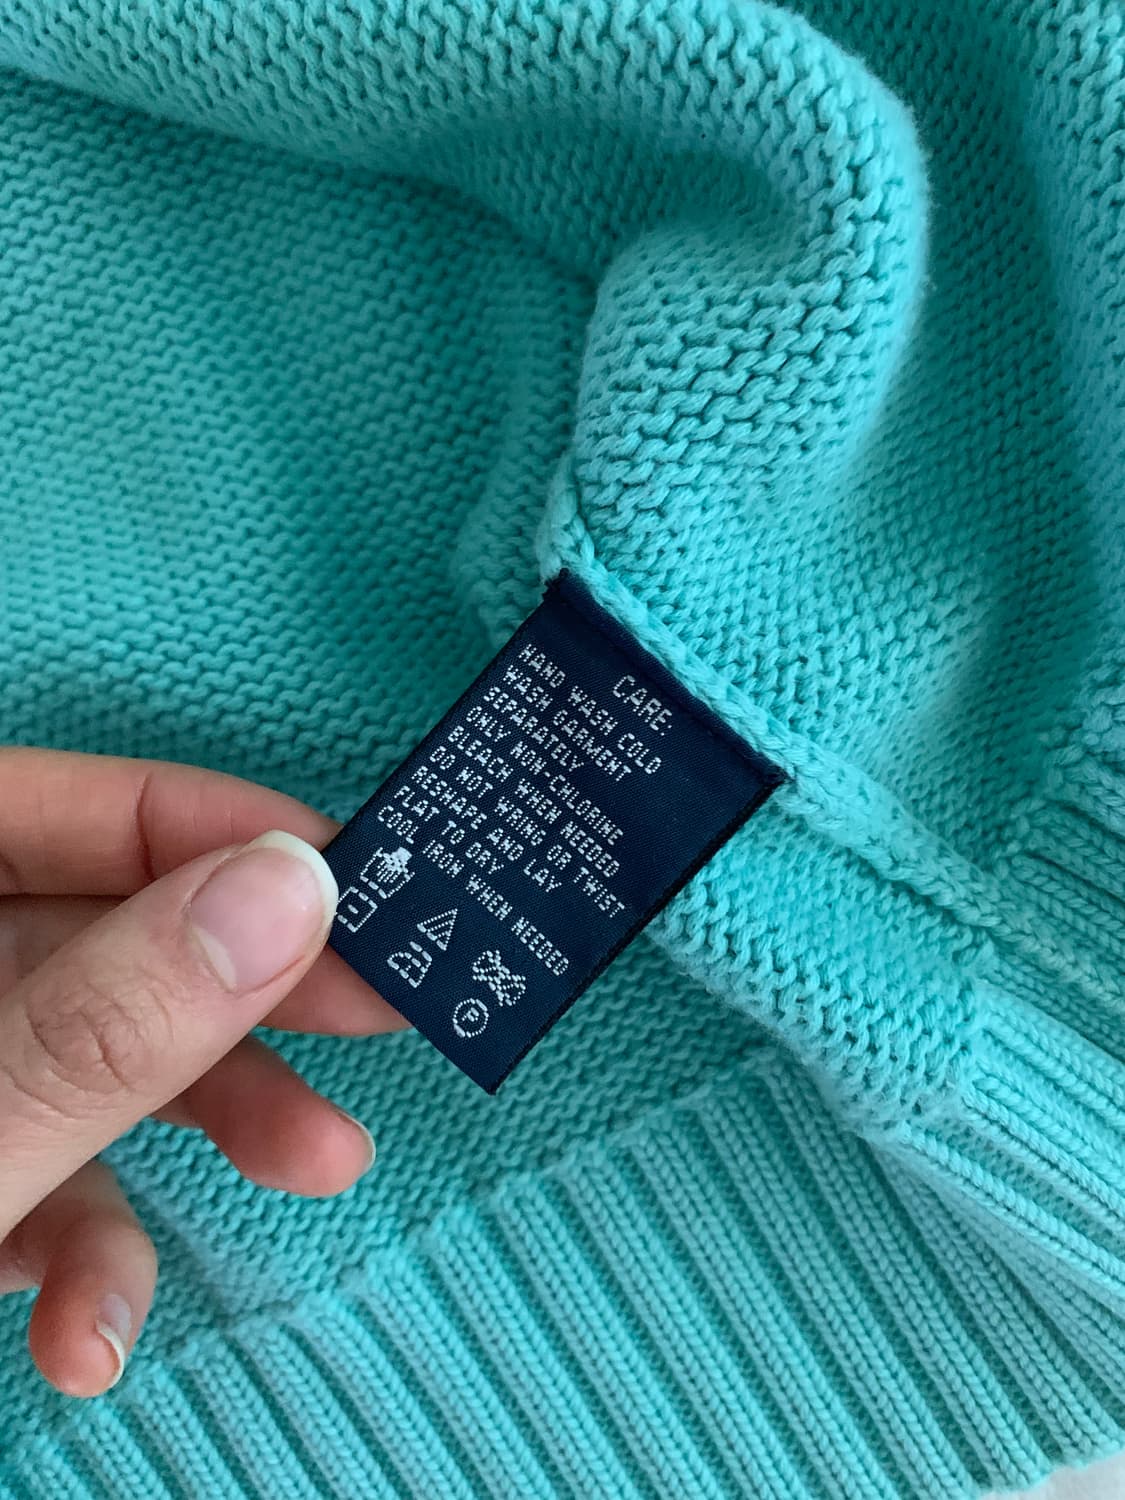 CARE:
HAND WASH COLD
WASH GARMENT
SEPARATELY
ONLY NON-CHLORINE
BLEACH WHEN NEEDED
DO NOT WRING OR TWIST
RESHAPE AND LAY
FLAT TO DRY
COOL IRON WHEN NEEDED
P